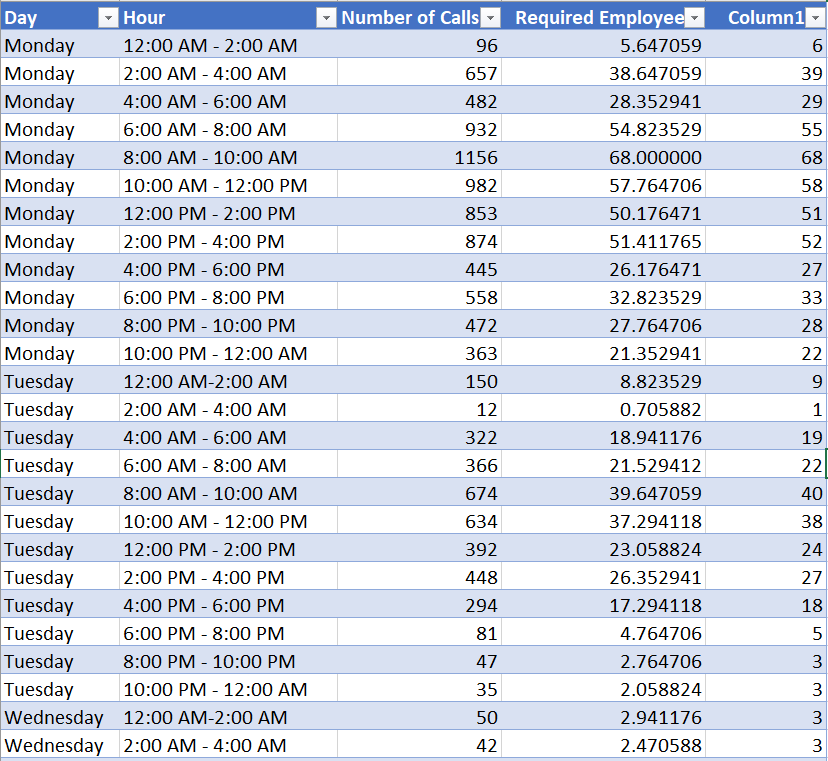 Day Hour Number of Calls Required Employee Column1
Monday 12:00 AM - 2:00 AM 96 5.647059 6
Monday 2:00 AM - 4:00 AM 657 38.647059 39
Monday 4:00 AM - 6:00 AM 482 28.352941 29
Monday 6:00 AM - 8:00 AM 932 54.823529 55
Monday 8:00 AM - 10:00 AM 1156 68.000000 68
Monday 10:00 AM - 12:00 PM 982 57.764706 58
Monday 12:00 PM - 2:00 PM 853 50.176471 51
Monday 2:00 PM - 4:00 PM 874 51.411765 52
Monday 4:00 PM - 6:00 PM 445 26.176471 27
Monday 6:00 PM - 8:00 PM 558 32.823529 33
Monday 8:00 PM - 10:00 PM 472 27.764706 28
Monday 10:00 PM - 12:00 AM 363 21.352941 22
Tuesday 12:00 AM-2:00 AM 150 8.823529 9
Tuesday 2:00 AM - 4:00 AM 12 0.705882 1
Tuesday 4:00 AM - 6:00 AM 322 18.941176 19
Tuesday 6:00 AM - 8:00 AM 366 21.529412 22
Tuesday 8:00 AM - 10:00 AM 674 39.647059 40
Tuesday 10:00 AM - 12:00 PM 634 37.294118 38
Tuesday 12:00 PM - 2:00 PM 392 23.058824 24
Tuesday 2:00 PM - 4:00 PM 448 26.352941 27
Tuesday 4:00 PM - 6:00 PM 294 17.294118 18
Tuesday 6:00 PM - 8:00 PM 81 4.764706 5
Tuesday 8:00 PM - 10:00 PM 47 2.764706 3
Tuesday 10:00 PM - 12:00 AM 35 2.058824 3
Wednesday 12:00 AM-2:00 AM 50 2.941176 3
Wednesday 2:00 AM - 4:00 AM 42 2.470588 3